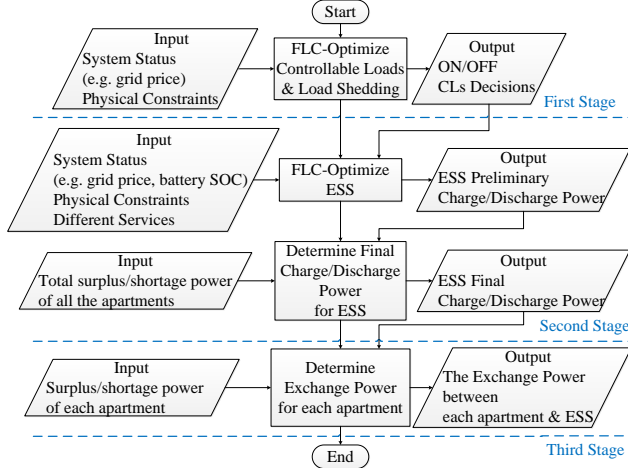 Start
Input
System Status
(e.g. grid price)
Physical Constraints
FLC-Optimize
Controllable Loads
& Load Shedding
Output
ON/OFF
CLs Decisions
First Stage
Input
System Status
(e.g. grid price, battery SOC)
Physical Constraints
Different Services
FLC-Optimize
ESS
Output
ESS Preliminary
Charge/Discharge Power
Input
Total surplus/shortage power
of all the apartments
Determine Final
Charge/Discharge
Power
for ESS
Output
ESS Final
Charge/Discharge Power
Second Stage
Input
Surplus/shortage power
of each apartment
Determine
Exchange Power
for each apartment
Output
The Exchange Power
between
each apartment & ESS
Third Stage
End